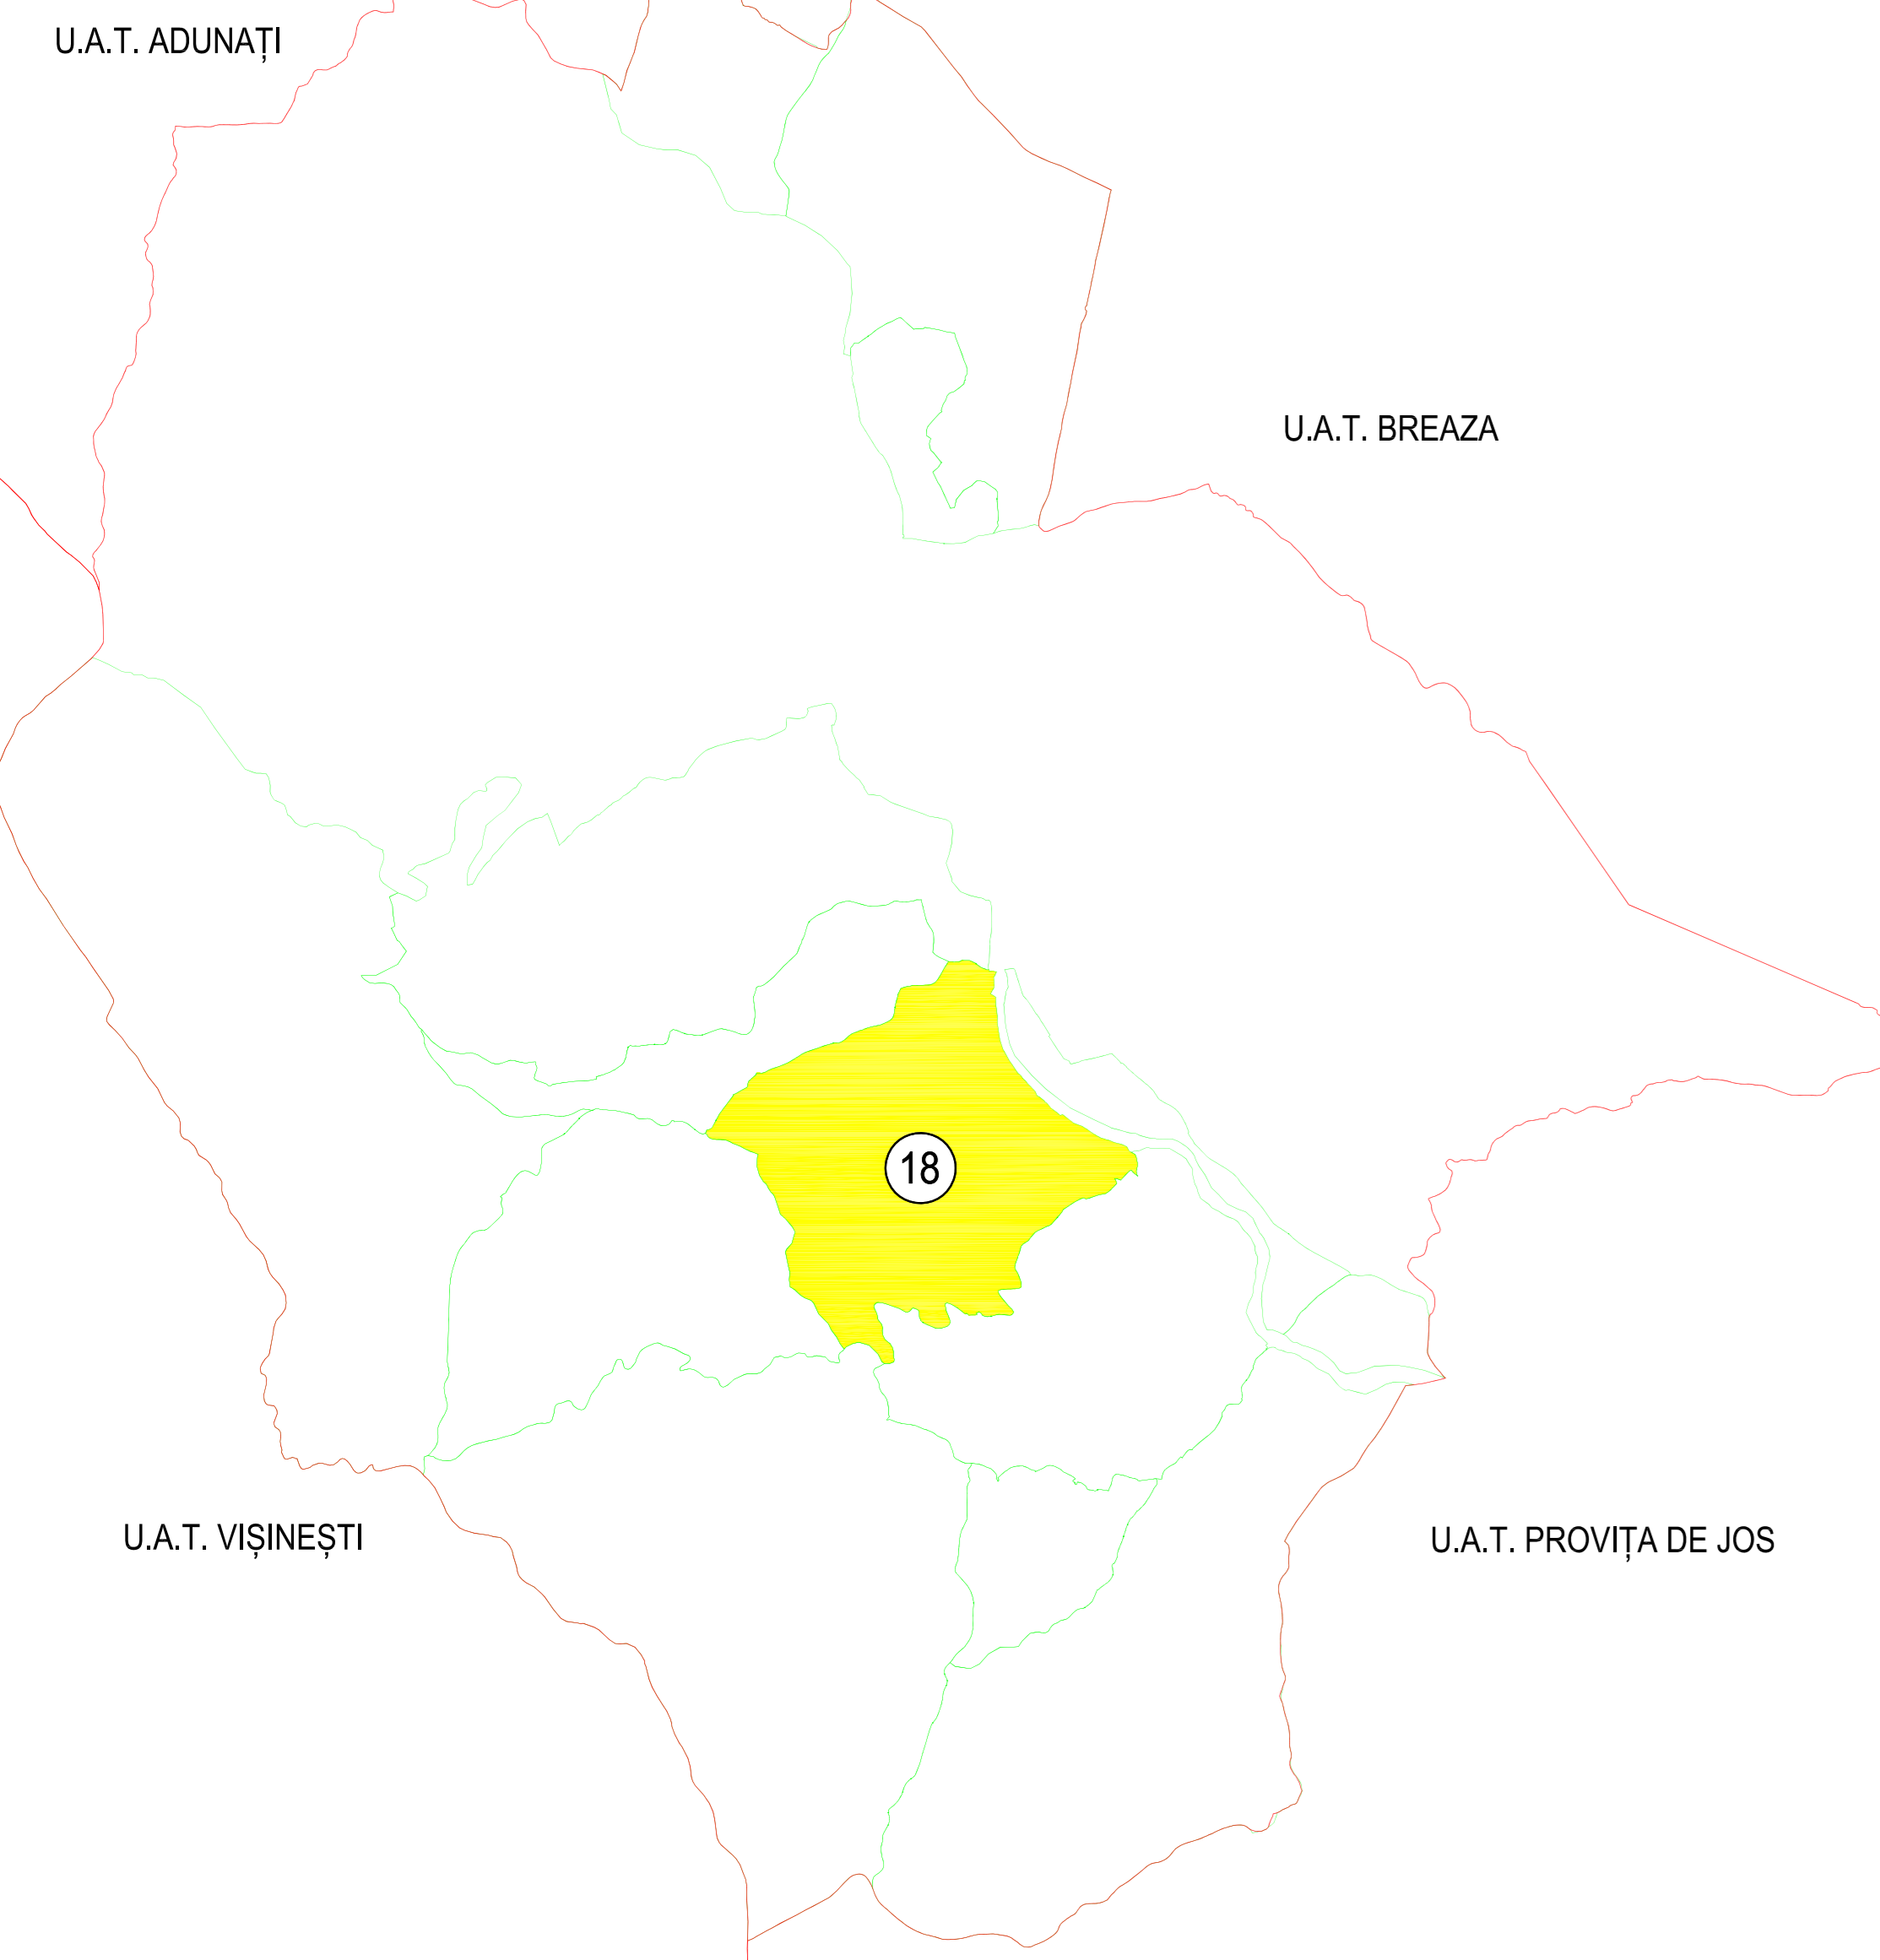 U.A.T. ADUNAȚI
U.A.T. BREAZA
18
U.A.T. VIȘINEȘTI
U.A.T. PROVIȚA DE JOS